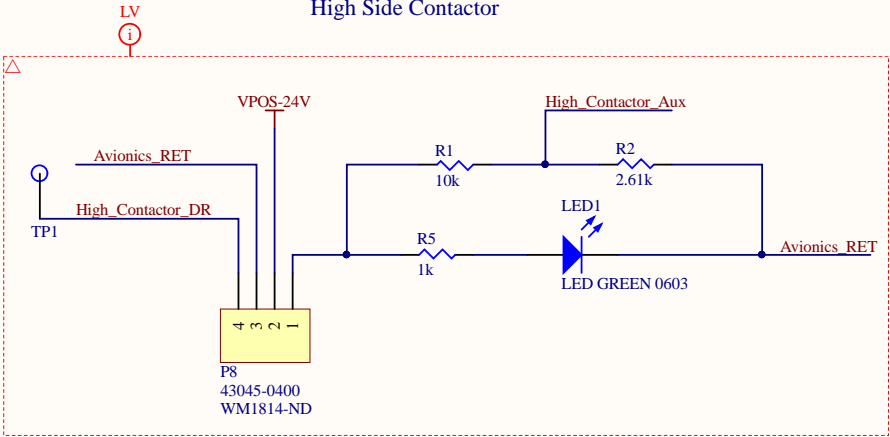 High Side Contactor
LV
i
VPOS-24V
High_Contactor_Aux
Avionics_RET
R1
10k
R2
2.61k
High_Contactor_DR
TP1
LED1
R5
1k
Avionics_RET
LED GREEN 0603
4 3 2 1
P8
43045-0400
WM1814-ND